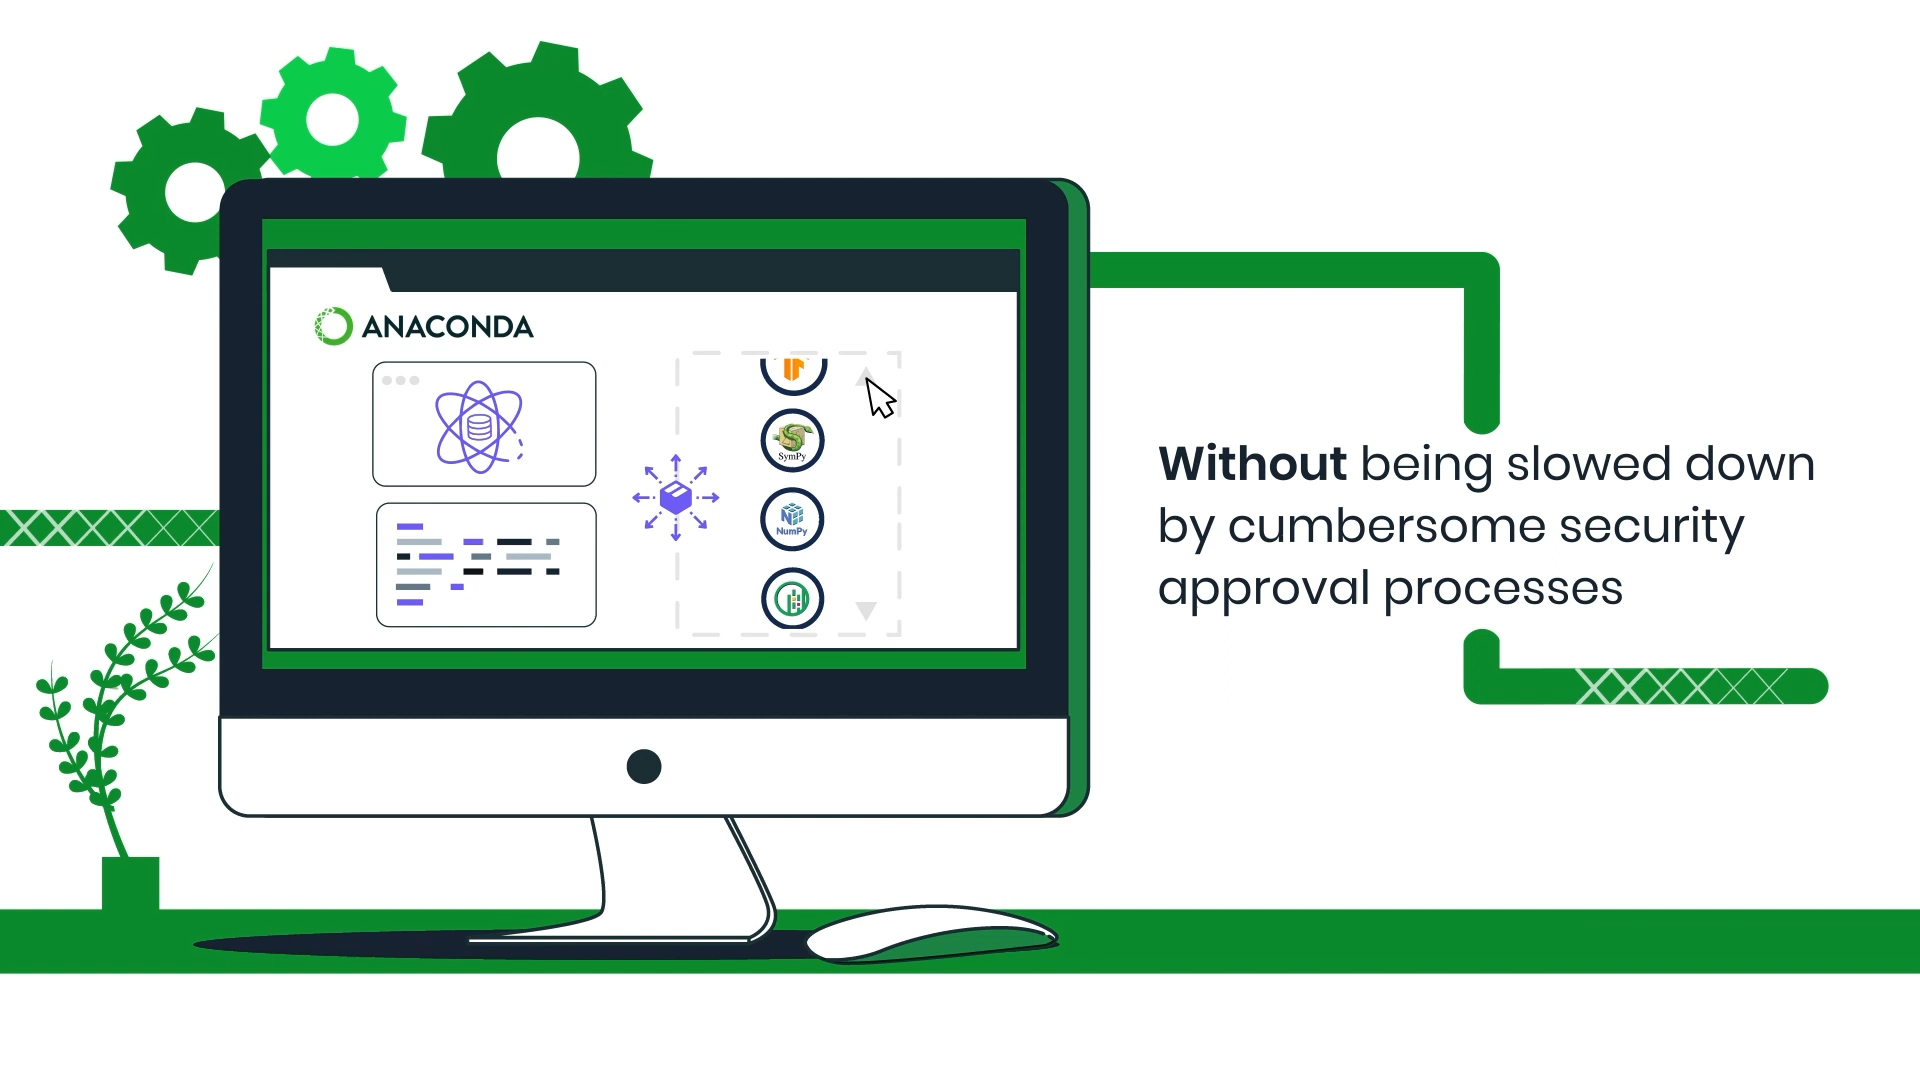 ANACONDA
SymPy
NumPy
Without being slowed down
by cumbersome security
approval processes